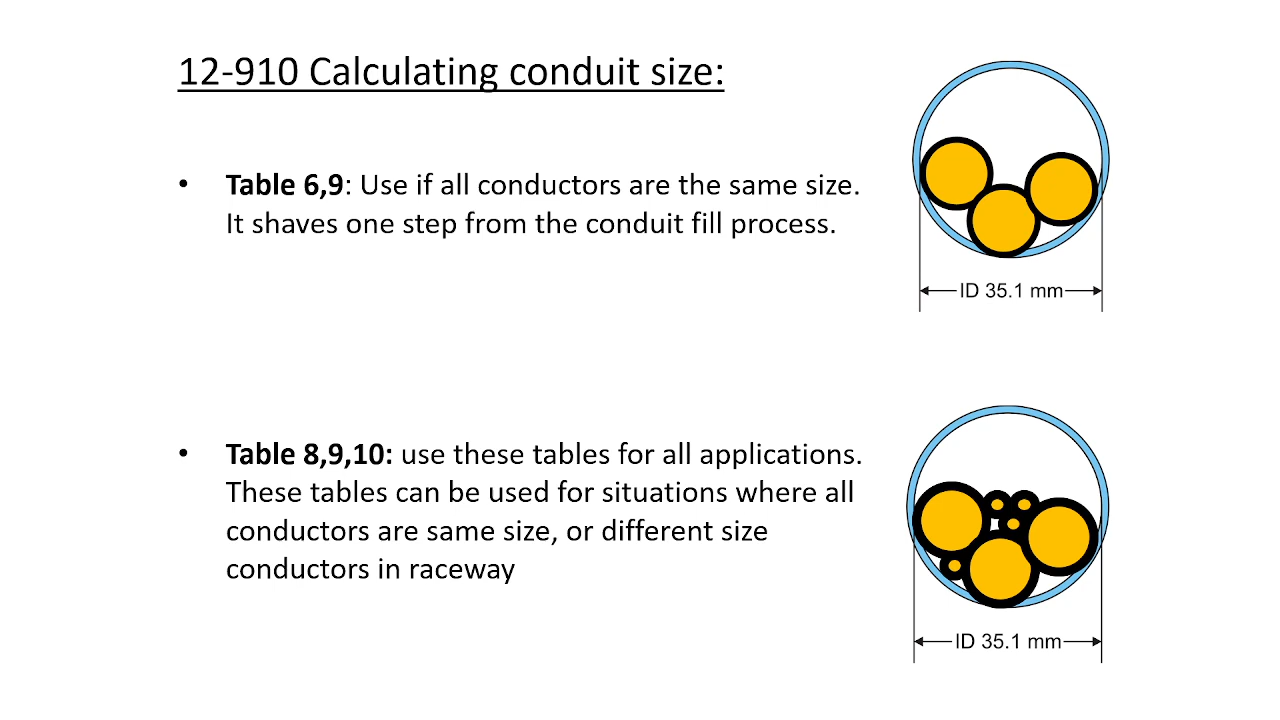 12-910 Calculating conduit size:
• Table 6,9: Use if all conductors are the same size.
It shaves one step from the conduit fill process.
ID 35.1 mm
• Table 8,9,10: use these tables for all applications.
These tables can be used for situations where all
conductors are same size, or different size
conductors in raceway
ID 35.1 mm